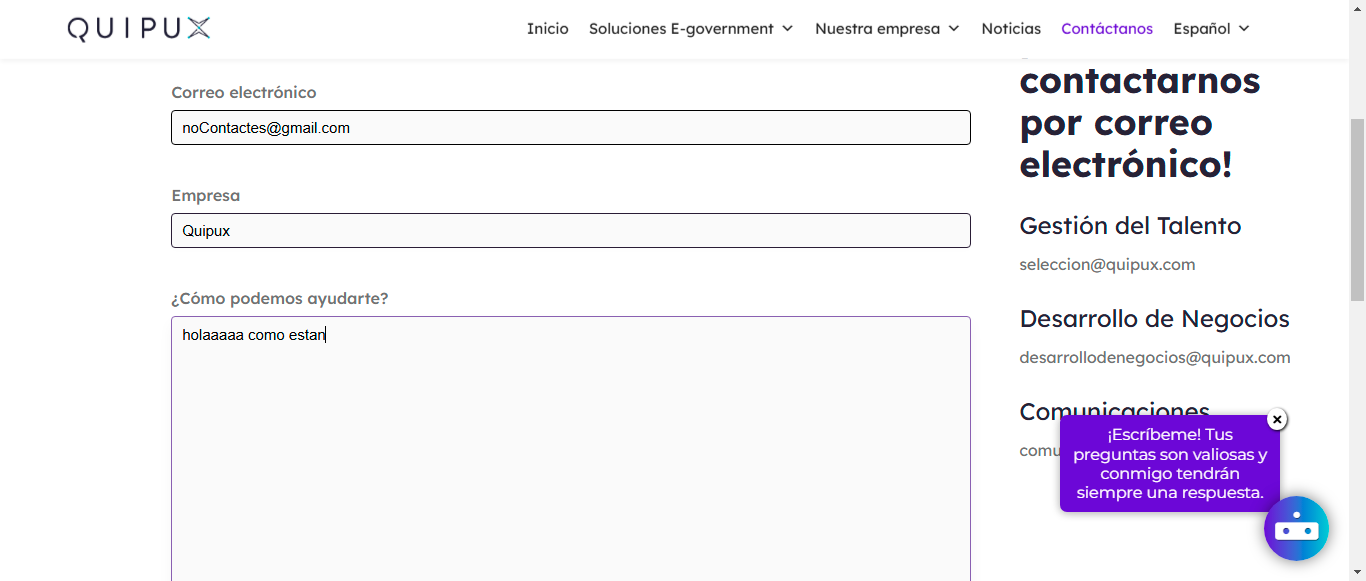 QUIPUX
Inicio
Soluciones E-government
Nuestra empresa
Noticias
Contáctanos
Español
Correo electrónico
noContactes@gmail.com
Empresa
Quipux
¿Cómo podemos ayudarte?
holaaaaa como estan
contactarnos
por correo
electrónico!
Gestión del Talento
seleccion@quipux.com
Desarrollo de Negocios
desarrollodenegocios@quipux.com
Comunicaciones
¡Escríbeme! Tus
preguntas son valiosas y
conmigo tendrán
siempre una respuesta.